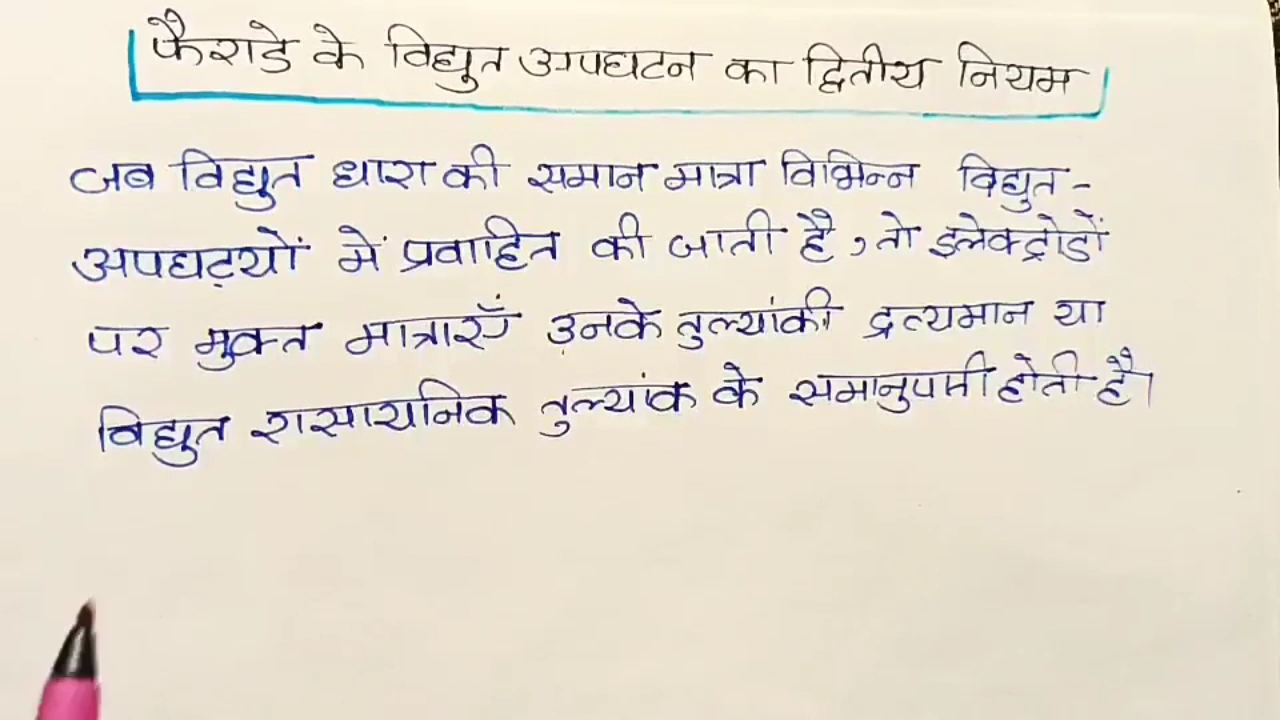 फैराडे के विद्युत अपघटन का द्वितीय नियम
जब विद्युत धारा की समान मात्रा विभिन्न विद्युत-
अपघट्यों में प्रवाहित की जाती है, तो इलेक्ट्रोडों
पर मुक्त मात्राएँ उनके तुल्यांकी द्रव्यमान या
विद्युत रासायनिक तुल्यांक के समानुपाती होती है।